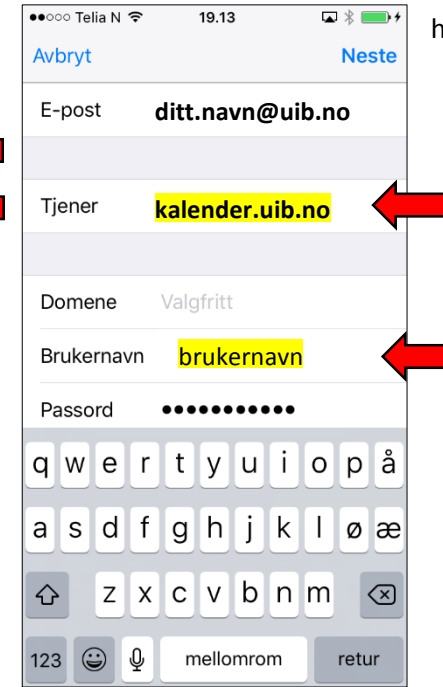 Telia N 19.13
Avbryt Neste
E-post ditt.navn@uib.no
Tjener kalender.uib.no
Domene Valgfritt
Brukernavn brukernavn
Passord ●●●●●●●●●●●
q w e r t y u i o p å
a s d f g h j k l ø æ
z x c v b n m
123 mellomrom retur
h